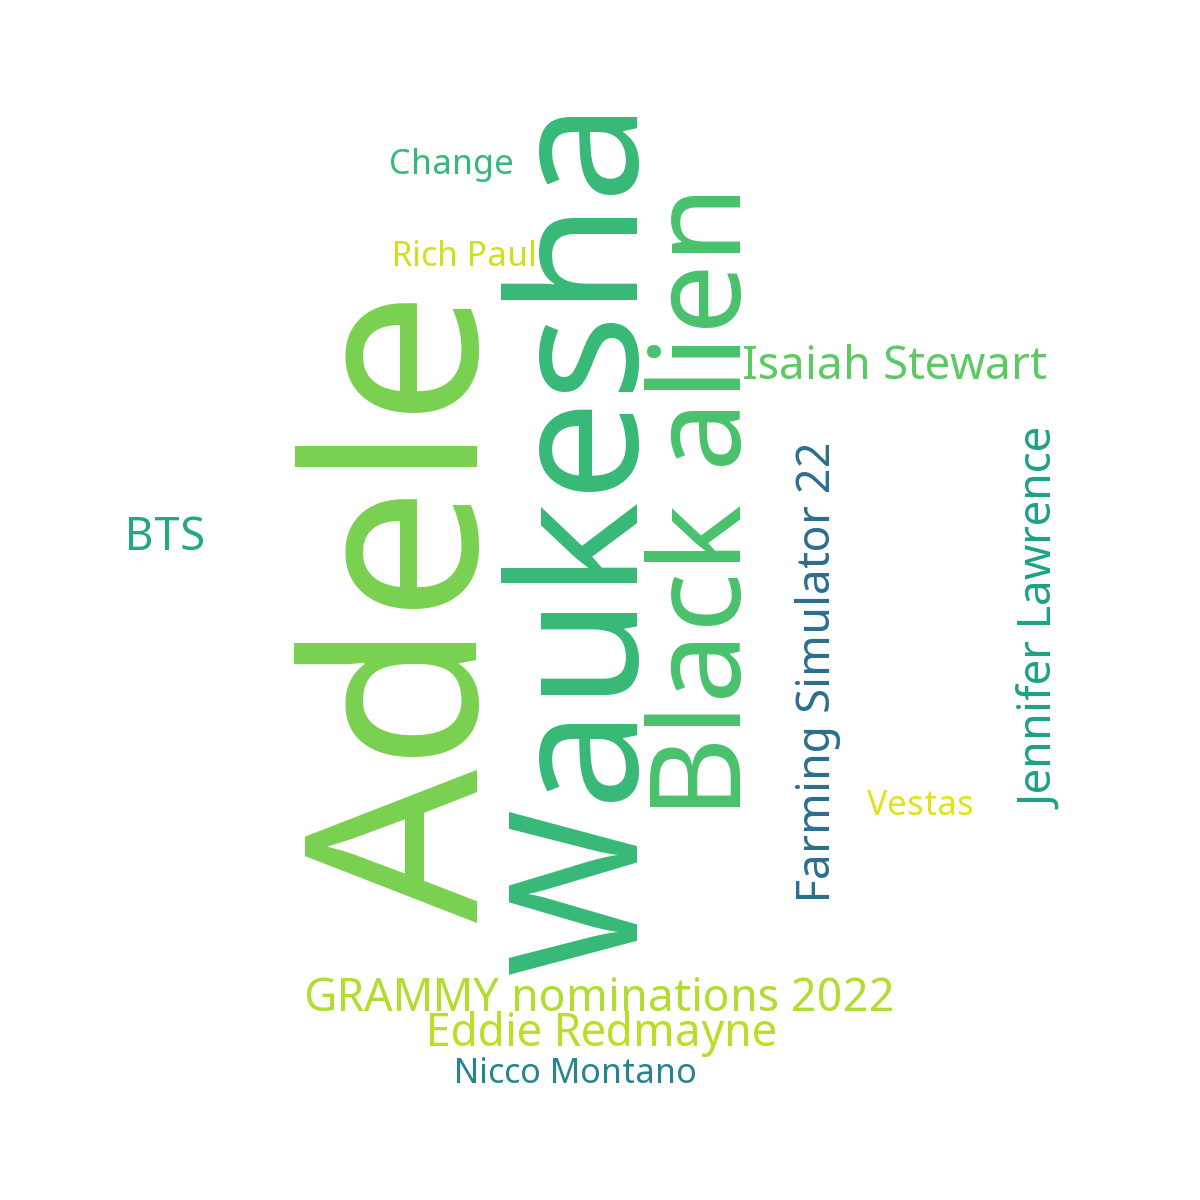 Change
Rich Paul
Adele
Waukesha
Black alien
Isaiah Stewart
BTS
Farming Simulator 22
Jennifer Lawrence
Vestas
GRAMMY nominations 2022
Eddie Redmayne
Nicco Montano